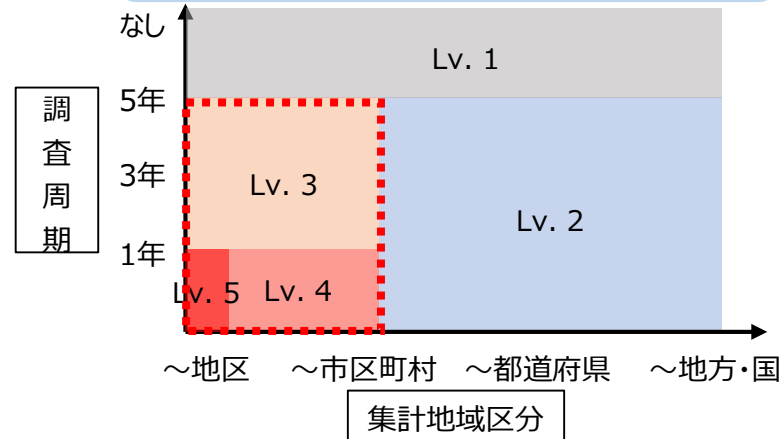 なし
Lv. 1
5年
調査周期
3年
Lv. 3
Lv. 2
1年
Lv. 5
Lv. 4
～地区
～市区町村
～都道府県
～地方・国
集計地域区分